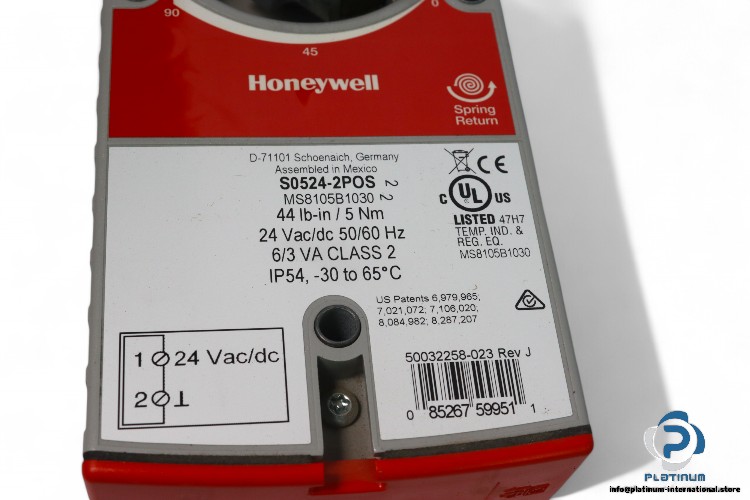 90
0
45
Honeywell
Spring
Return
D-71101 Schoenaich, Germany
Assembled in Mexico
S0524-2POS 2
MS8105B1030 2
44 lb-in / 5 Nm
24 Vac/dc 50/60 Hz
6/3 VA CLASS 2
IP54, -30 to 65°C
CE
C UL US
LISTED 47H7
TEMP. IND. &
REG. EQ.
MS8105B1030
US Patents 6,979,965;
7,021,072; 7,106,020;
8,084,982; 8,287,207
1 24 Vac/dc
2
50032258-023 Rev J
0 85267 59951 1
PLATINUM
info@platinum-international.store